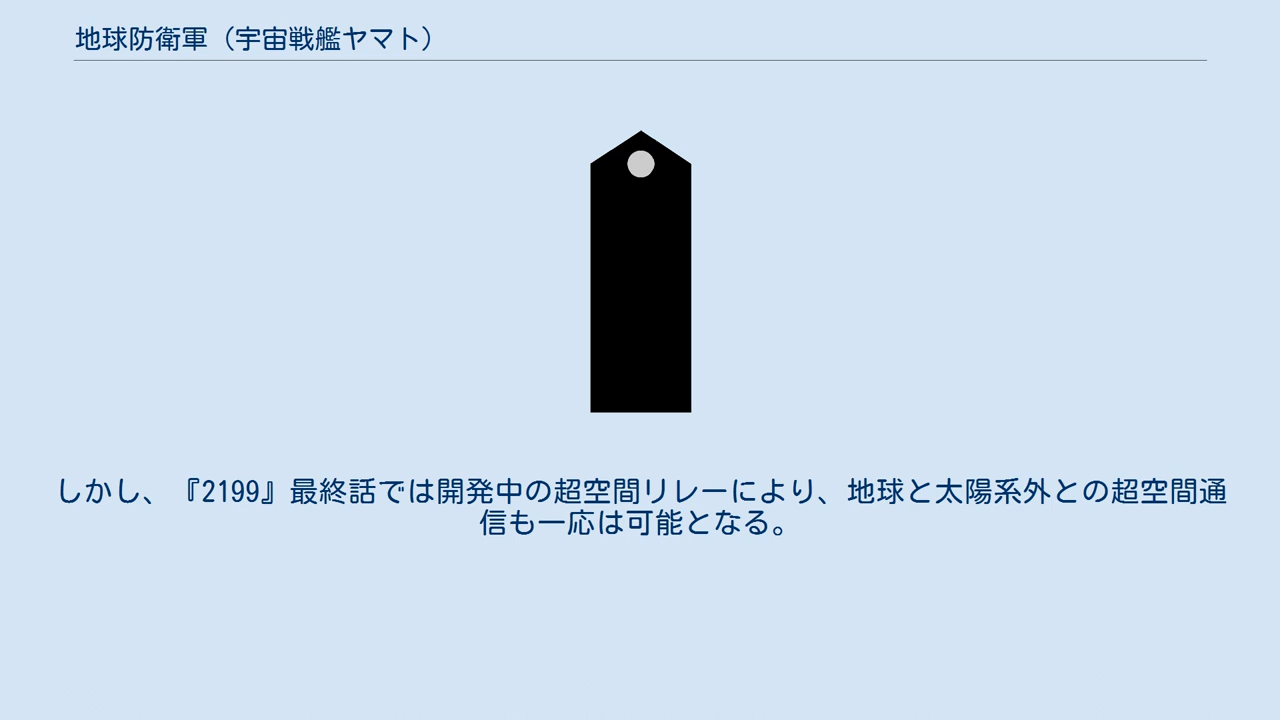 地球防衛軍（宇宙戦艦ヤマト）
しかし、『2199』最終話では開発中の超空間リレーにより、地球と太陽系外との超空間通
信も一応は可能となる。